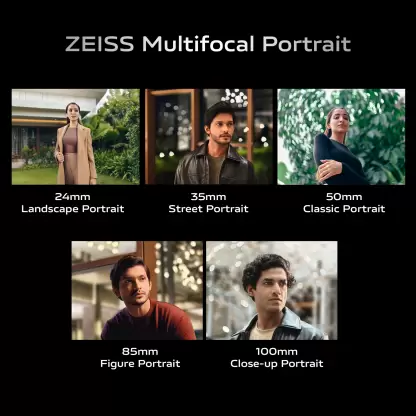 ZEISS Multifocal Portrait
24mm
Landscape Portrait
35mm
Street Portrait
50mm
Classic Portrait
85mm
Figure Portrait
100mm
Close-up Portrait